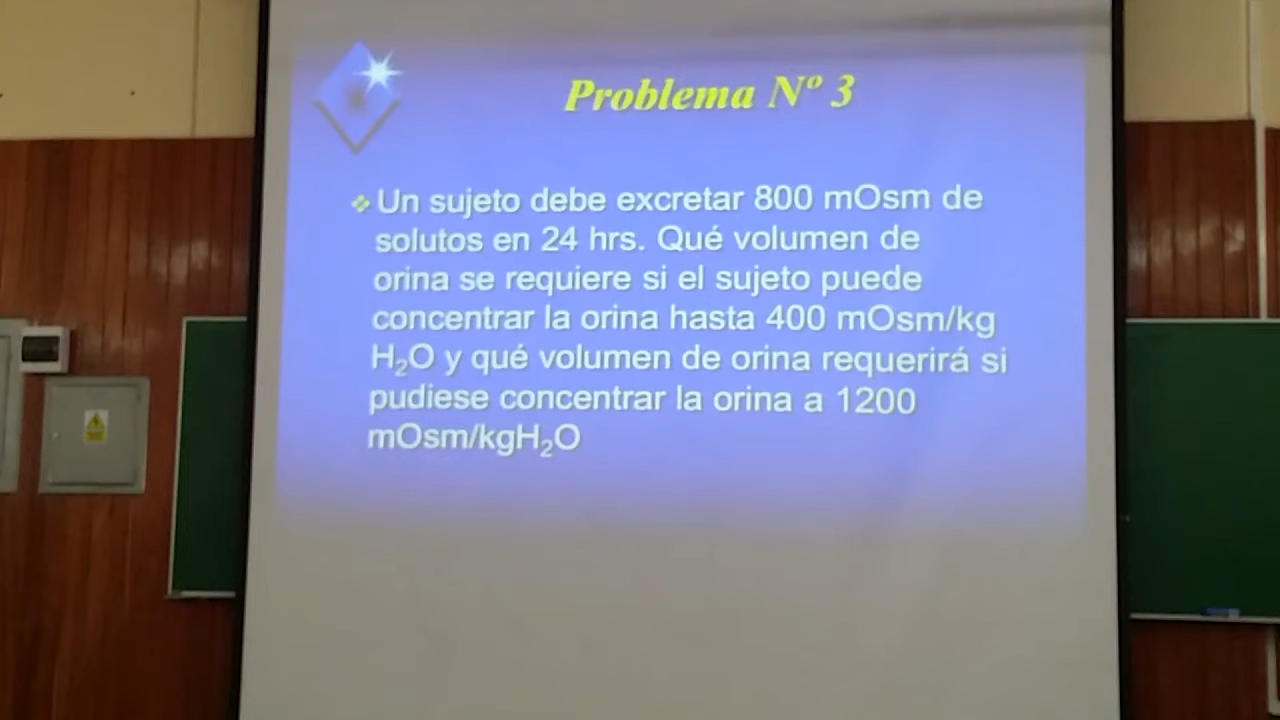 Problema Nº 3
Un sujeto debe excretar 800 mOsm de
solutos en 24 hrs. Qué volumen de
orina se requiere si el sujeto puede
concentrar la orina hasta 400 mOsm/kg
H₂O y qué volumen de orina requerirá si
pudiese concentrar la orina a 1200
mOsm/kgH₂O